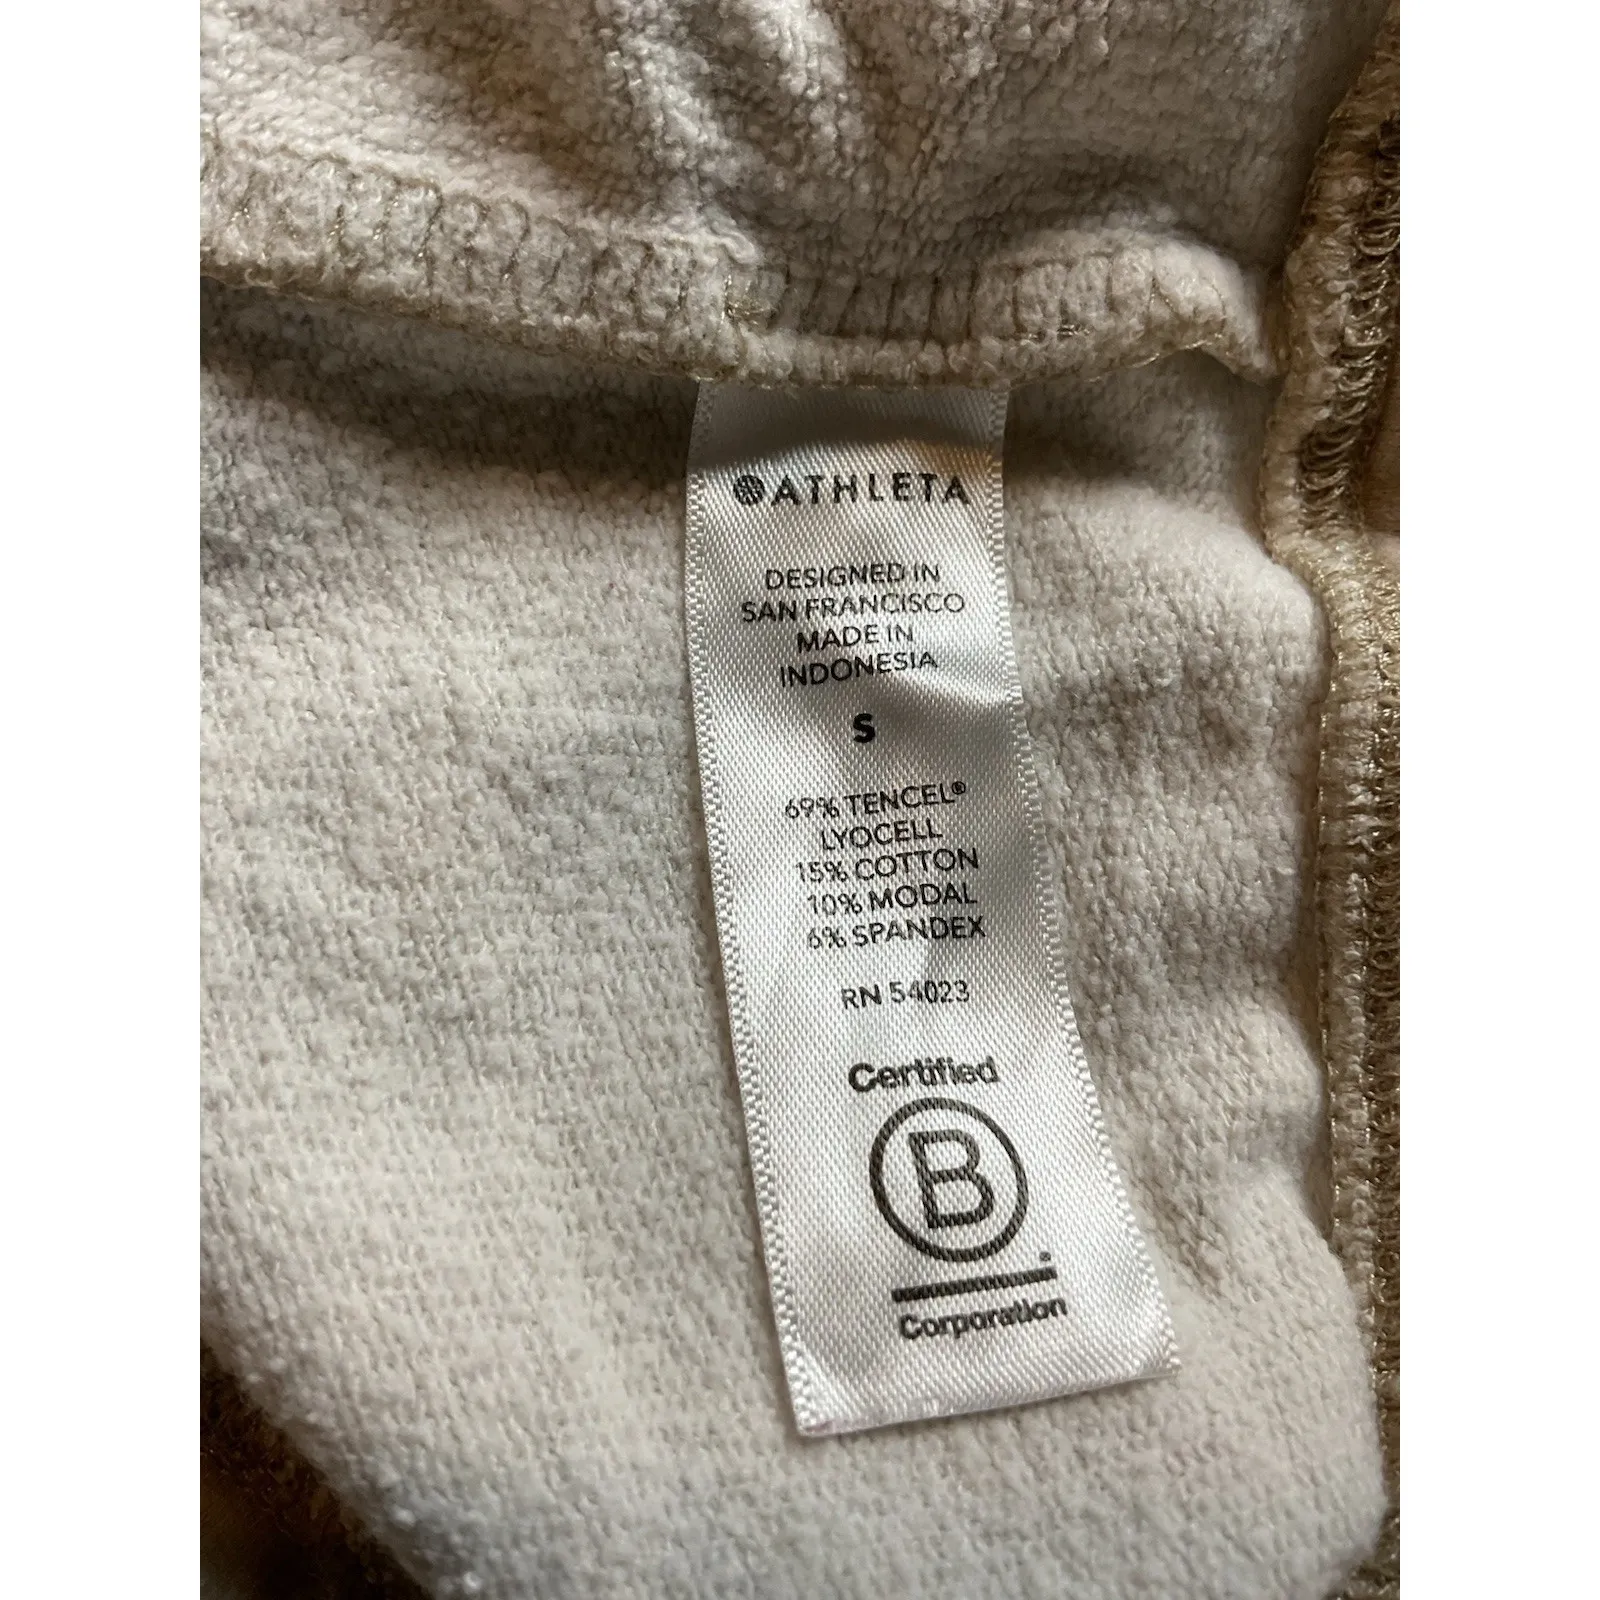 ATHLETA
DESIGNED IN
SAN FRANCISCO
MADE IN
INDONESIA
S
69% TENCEL®
LYOCELL
15% COTTON
10% MODAL
6% SPANDEX
RN 54023
Certified
B
Corporation